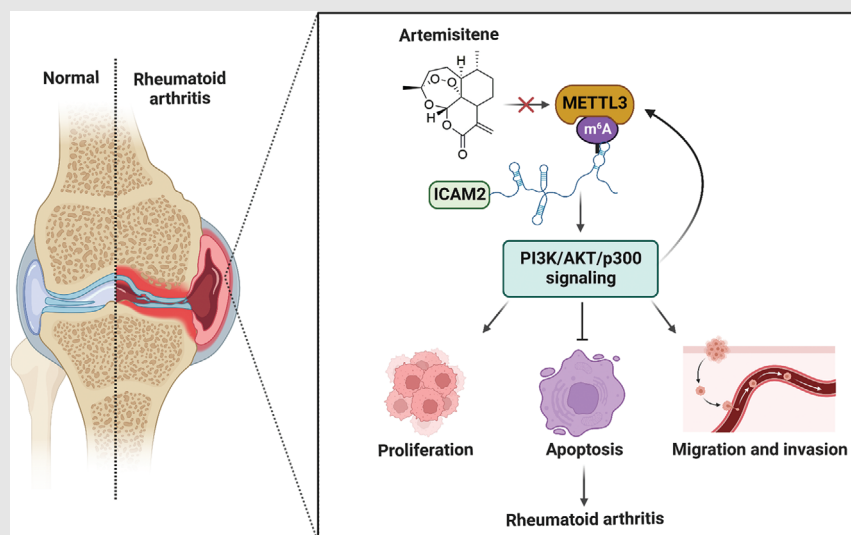 Normal
Rheumatoid
arthritis
Artemisitene
H
O
O
O
H
O
O
METTL3
m⁶A
ICAM2
PI3K/AKT/p300
signaling
Proliferation
Apoptosis
Migration and invasion
Rheumatoid arthritis